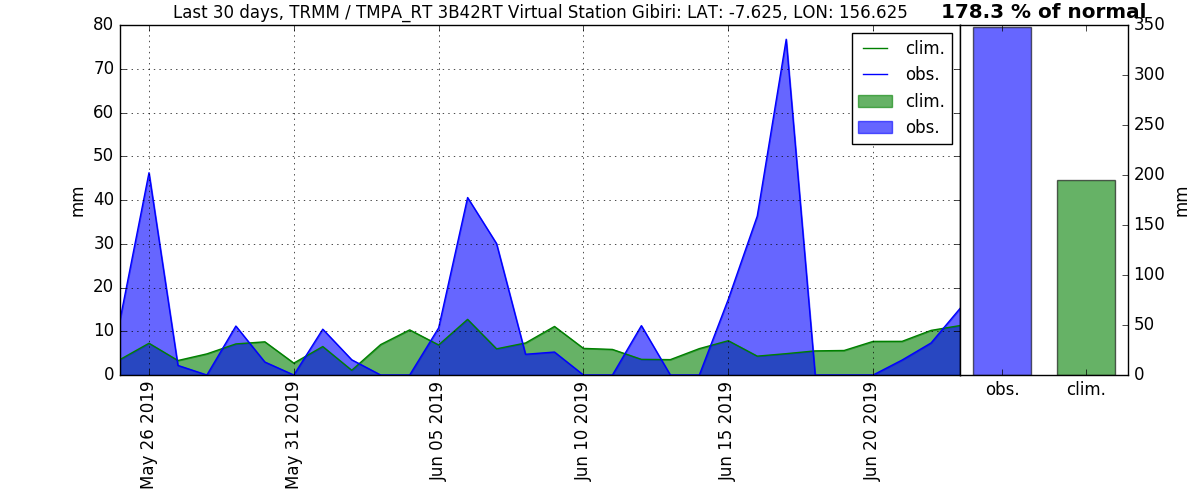 Last 30 days, TRMM / TMPA_RT 3B42RT Virtual Station Gibiri: LAT: -7.625, LON: 156.625
178.3 % of normal
80
70
60
50
40
30
20
10
0
mm
clim.
obs.
clim.
obs.
May 26 2019
May 31 2019
Jun 05 2019
Jun 10 2019
Jun 15 2019
Jun 20 2019
350
300
250
200
150
100
50
0
mm
obs.
clim.